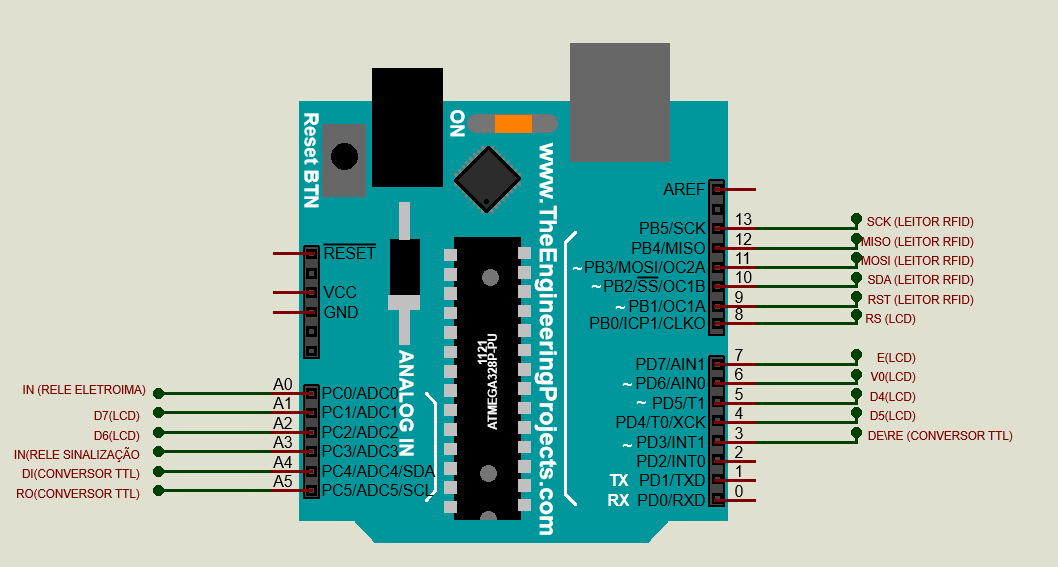 Reset BTN
ON
www.TheEngineeringProjects.com
1121
ATMEGA328P-PU
ANALOG IN
RESET
VCC
GND
AREF
PB5/SCK 13 SCK (LEITOR RFID)
PB4/MISO 12 MISO (LEITOR RFID)
~ PB3/MOSI/OC2A 11 MOSI (LEITOR RFID)
~ PB2/SS/OC1B 10 SDA (LEITOR RFID)
~ PB1/OC1A 9 RST (LEITOR RFID)
PB0/ICP1/CLKO 8 RS (LCD)
PD7/AIN1 7 E(LCD)
~ PD6/AIN0 6 V0(LCD)
~ PD5/T1 5 D4(LCD)
PD4/T0/XCK 4 D5(LCD)
~ PD3/INT1 3 DE\RE (CONVERSOR TTL)
PD2/INT0 2
TX PD1/TXD 1
RX PD0/RXD 0
IN (RELE ELETROIMA) A0 PC0/ADC0
D7(LCD) A1 PC1/ADC1
D6(LCD) A2 PC2/ADC2
IN(RELE SINALIZAÇÃO A3 PC3/ADC3
DI(CONVERSOR TTL) A4 PC4/ADC4/SDA
RO(CONVERSOR TTL) A5 PC5/ADC5/SCL